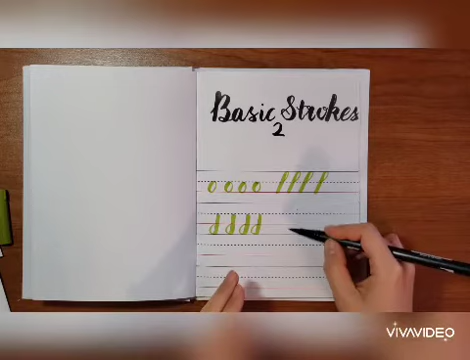 Basic Strokes
2
o o o o l l l l
d d d d
VIVAVIDEO